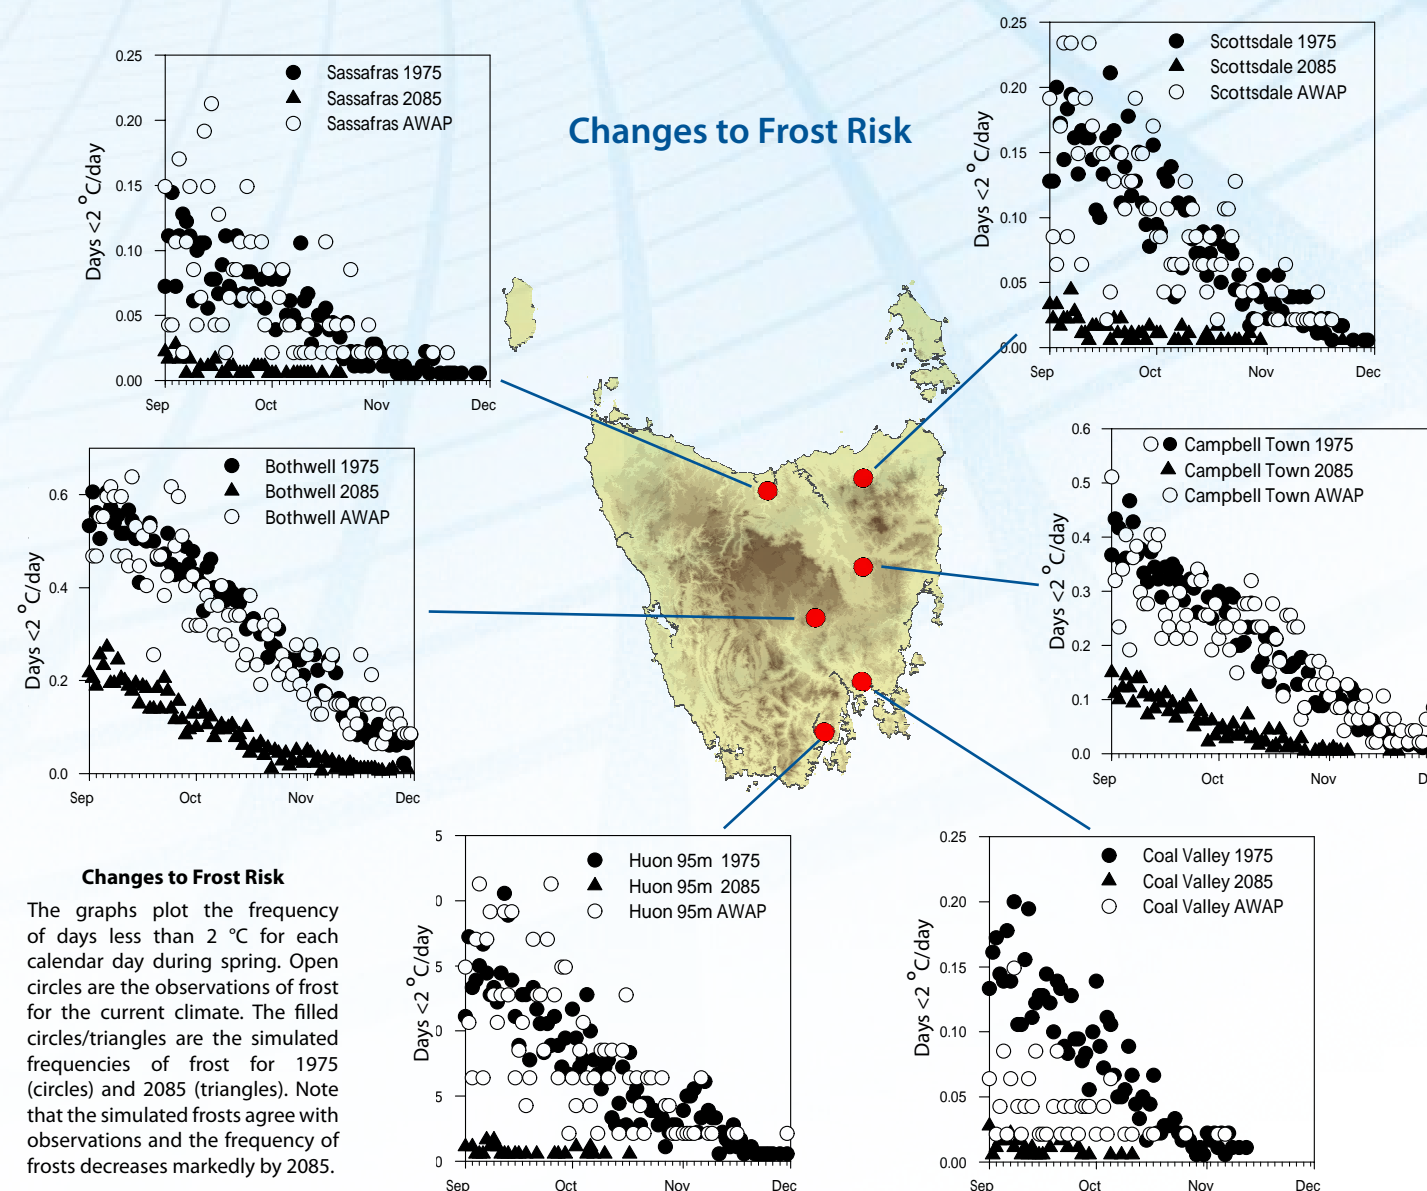 Changes to Frost Risk
0.25
0.20
0.15
0.10
0.05
0.00
Days <2 °C/day
Sassafras 1975
Sassafras 2085
Sassafras AWAP
Sep Oct Nov Dec
0.25
0.20
0.15
0.10
0.05
0.00
Days <2 °C/day
Scottsdale 1975
Scottsdale 2085
Scottsdale AWAP
Sep Oct Nov Dec
0.6
0.4
0.2
0.0
Days <2 °C/day
Bothwell 1975
Bothwell 2085
Bothwell AWAP
Sep Oct Nov Dec
0.6
0.5
0.4
0.3
0.2
0.1
0.0
Days <2 °C/day
Campbell Town 1975
Campbell Town 2085
Campbell Town AWAP
Sep Oct Nov D
Changes to Frost Risk
The graphs plot the frequency
of days less than 2 °C for each
calendar day during spring. Open
circles are the observations of frost
for the current climate. The filled
circles/triangles are the simulated
frequencies of frost for 1975
(circles) and 2085 (triangles). Note
that the simulated frosts agree with
observations and the frequency of
frosts decreases markedly by 2085.
5
0
5
0
5
0
Days <2 °C/day
Huon 95m 1975
Huon 95m 2085
Huon 95m AWAP
Sep Oct Nov Dec
0.25
0.20
0.15
0.10
0.05
0.00
Days <2 °C/day
Coal Valley 1975
Coal Valley 2085
Coal Valley AWAP
Sep Oct Nov Dec